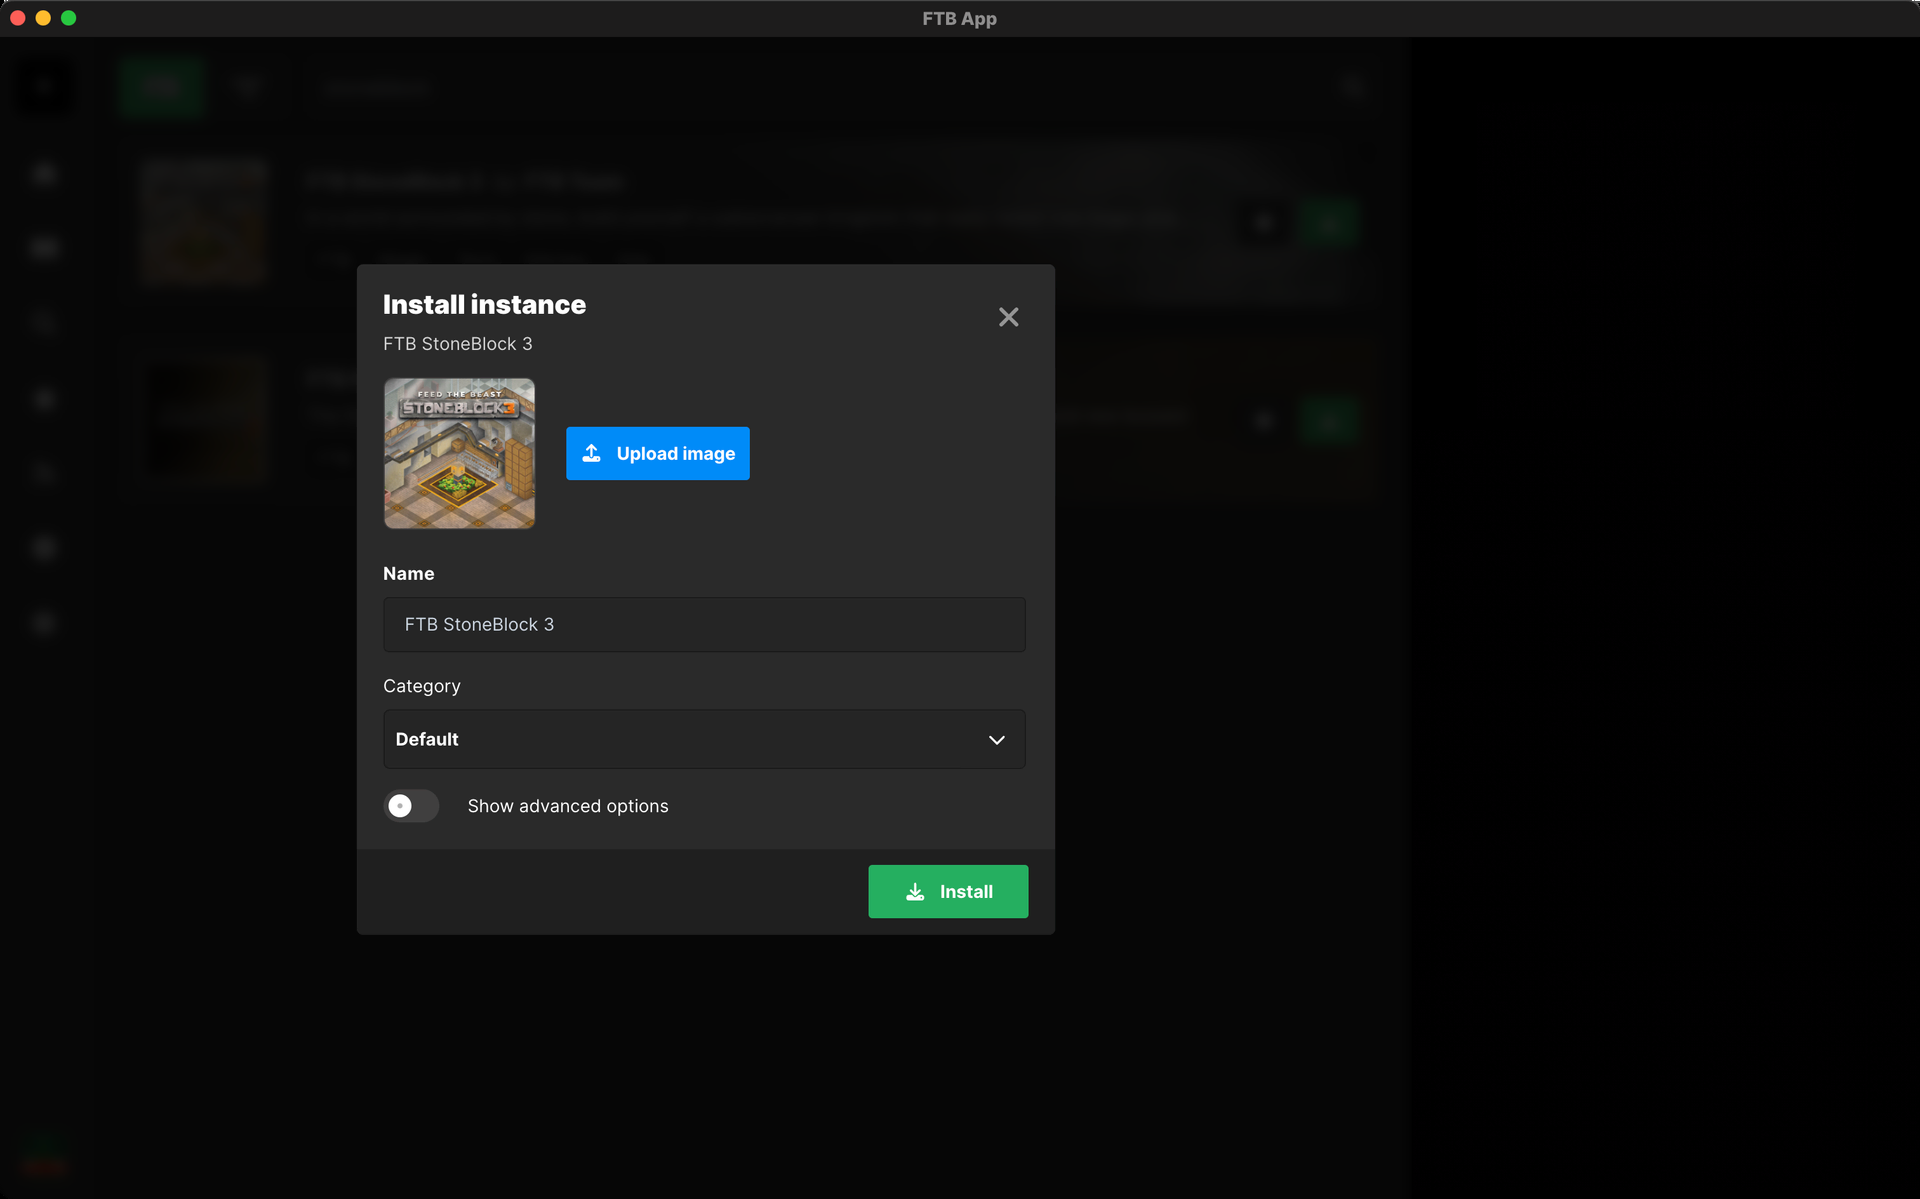 FTB App
Install instance
FTB StoneBlock 3
FEED THE BEAST
STONEBLOCK3
Upload image
Name
FTB StoneBlock 3
Category
Default
Show advanced options
Install